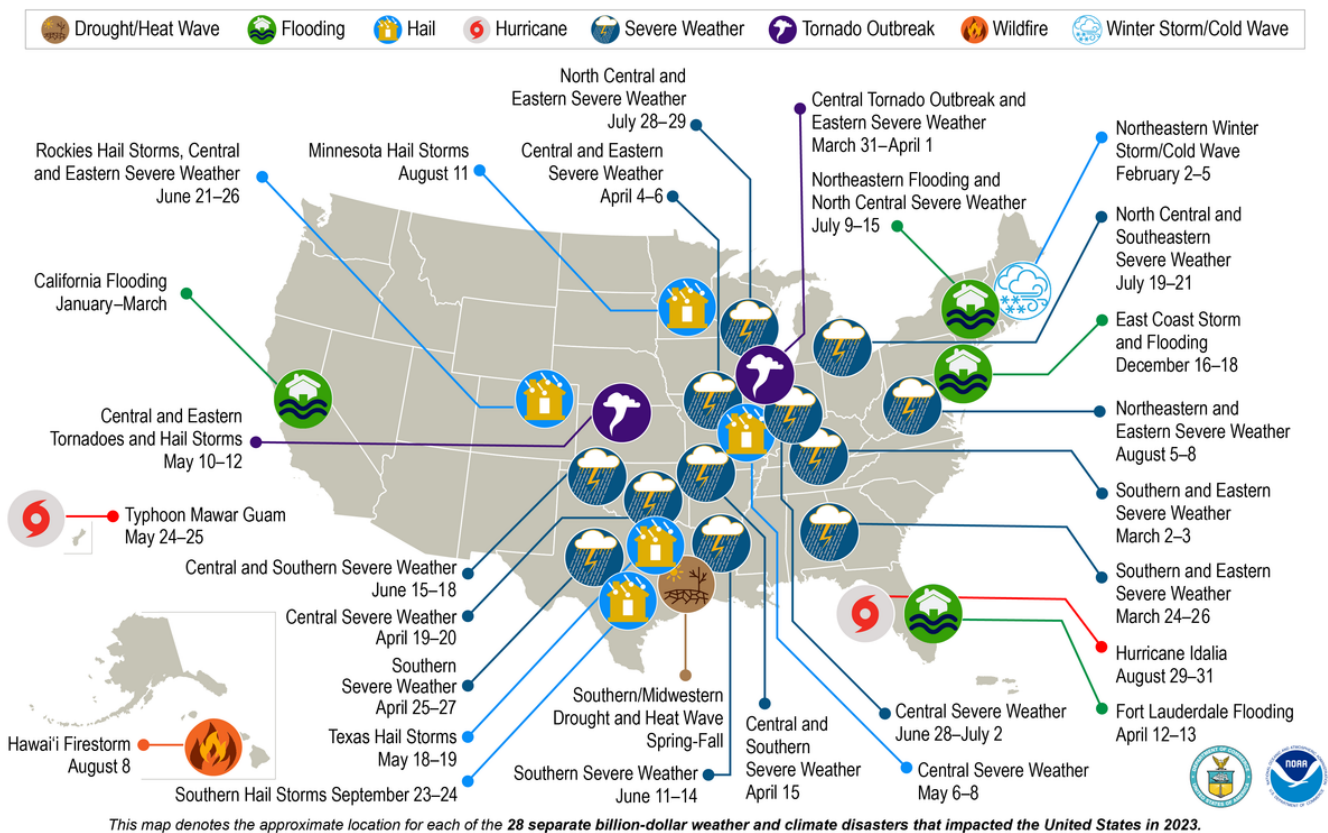 Drought/Heat Wave
Flooding
Hail
Hurricane
Severe Weather
Tornado Outbreak
Wildfire
Winter Storm/Cold Wave
North Central and
Eastern Severe Weather
July 28–29
Central Tornado Outbreak and
Eastern Severe Weather
March 31–April 1
Northeastern Winter
Storm/Cold Wave
February 2–5
Rockies Hail Storms, Central
and Eastern Severe Weather
June 21–26
Minnesota Hail Storms
August 11
Central and Eastern
Severe Weather
April 4–6
Northeastern Flooding and
North Central Severe Weather
July 9–15
North Central and
Southeastern
Severe Weather
July 19–21
California Flooding
January–March
East Coast Storm
and Flooding
December 16–18
Central and Eastern
Tornadoes and Hail Storms
May 10–12
Northeastern and
Eastern Severe Weather
August 5–8
Southern and Eastern
Severe Weather
March 2–3
Typhoon Mawar Guam
May 24–25
Central and Southern Severe Weather
June 15–18
Southern and Eastern
Severe Weather
March 24–26
Central Severe Weather
April 19–20
Hurricane Idalia
August 29–31
Southern
Severe Weather
April 25–27
Southern/Midwestern
Drought and Heat Wave
Spring-Fall
Central and
Southern
Severe Weather
April 15
Central Severe Weather
June 28–July 2
Fort Lauderdale Flooding
April 12–13
Texas Hail Storms
May 18–19
Hawaiʻi Firestorm
August 8
Southern Severe Weather
June 11–14
Central Severe Weather
May 6–8
Southern Hail Storms September 23–24
NOAA
This map denotes the approximate location for each of the 28 separate billion-dollar weather and climate disasters that impacted the United States in 2023.